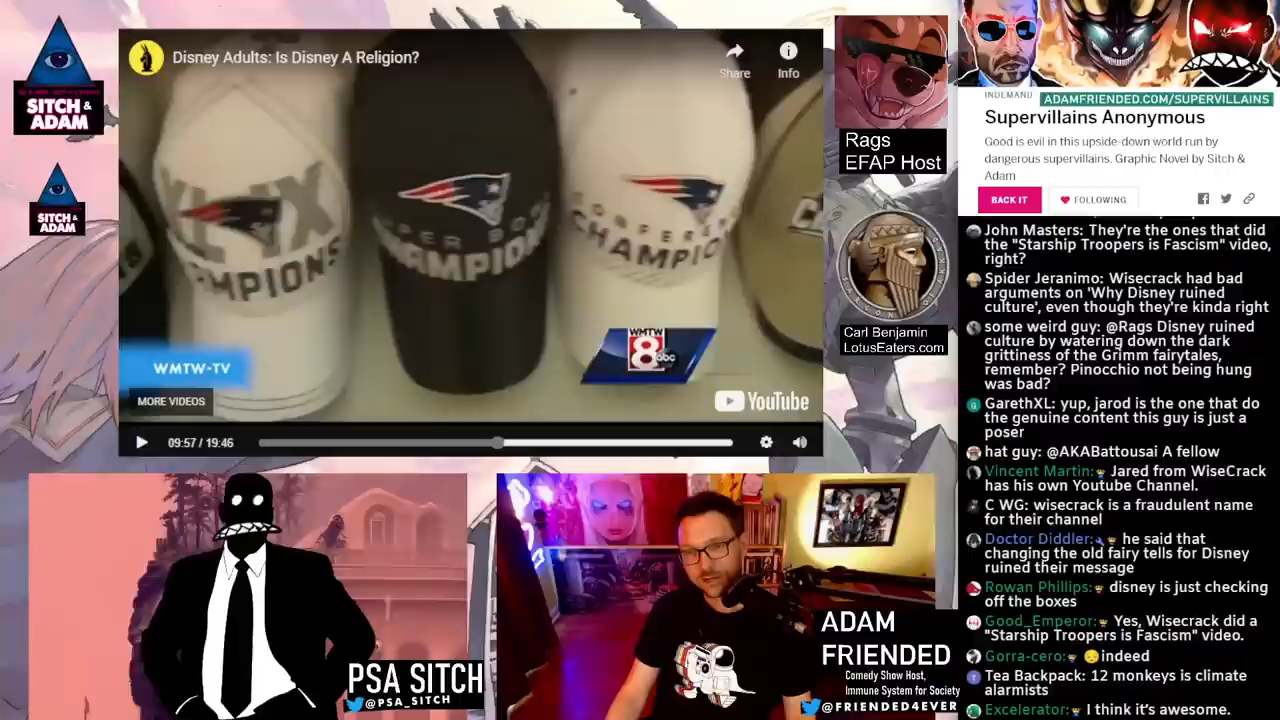 SITCH &
ADAM
SITCH &
ADAM
Disney Adults: Is Disney A Religion?
Share
Info
CHAMPIONS
WMTW
8
abc
WMTW-TV
MORE VIDEOS
YouTube
09:57 / 19:46
Rags
EFAP Host
Carl Benjamin
LotusEaters.com
INDEMAND
ADAMFRIENDED.COM/SUPERVILLAINS
Supervillains Anonymous
Good is evil in this upside-down world run by
dangerous supervillains. Graphic Novel by Sitch &
Adam
BACK IT
FOLLOWING
John Masters: They're the ones that did
the "Starship Troopers is Fascism" video,
right?
Spider Jeranimo: Wisecrack had bad
arguments on 'Why Disney ruined
culture', even though they're kinda right
some weird guy: @Rags Disney ruined
culture by watering down the dark
grittiness of the Grimm fairytales,
remember? Pinocchio not being hung
was bad?
GarethXL: yup, jarod is the one that do
the genuine content this guy is just a
poser
hat guy: @AKABattousai A fellow
Vincent Martin: Jared from WiseCrack
has his own Youtube Channel.
C WG: wisecrack is a fraudulent name
for their channel
Doctor Diddler: he said that
changing the old fairy tells for Disney
ruined their message
Rowan Phillips: disney is just checking
off the boxes
Good_Emperor: Yes, Wisecrack did a
"Starship Troopers is Fascism" video.
Gorra-cero: 😔indeed
Tea Backpack: 12 monkeys is climate
alarmists
Excelerator: I think it's awesome.
PSA SITCH
@PSA_SITCH
ADAM
FRIENDED
Comedy Show Host,
Immune System for Society
@FRIENDED4EVER